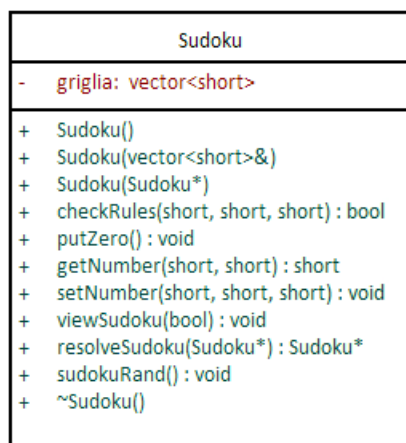 Sudoku
- griglia: vector<short>
+ Sudoku()
+ Sudoku(vector<short>&)
+ Sudoku(Sudoku*)
+ checkRules(short, short, short) : bool
+ putZero() : void
+ getNumber(short, short) : short
+ setNumber(short, short, short) : void
+ viewSudoku(bool) : void
+ resolveSudoku(Sudoku*) : Sudoku*
+ sudokuRand() : void
+ ~Sudoku()